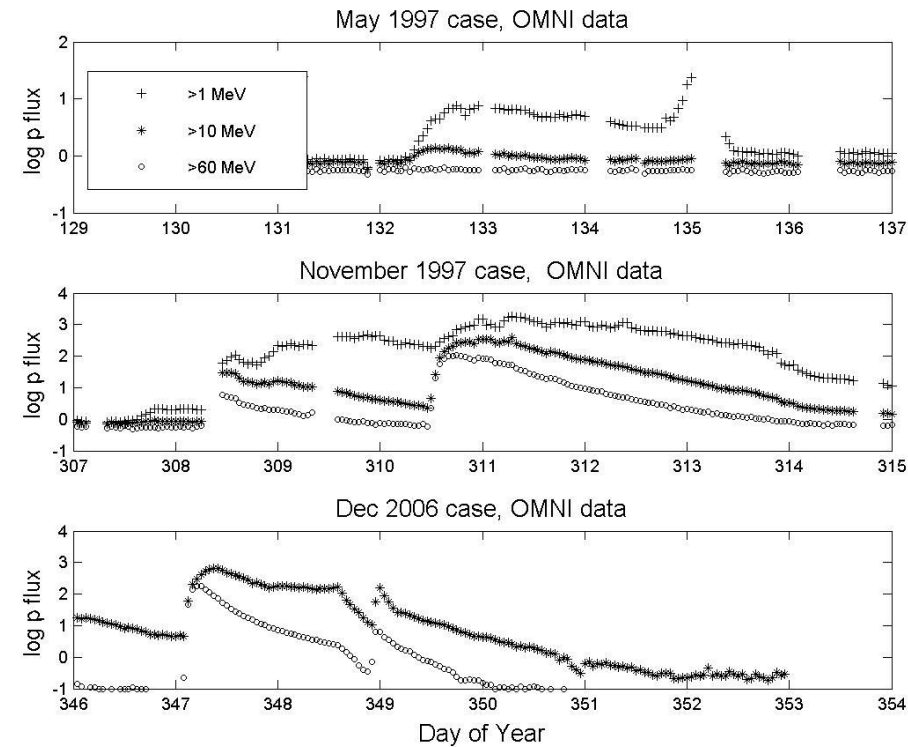 May 1997 case, OMNI data
2
1
0
-1
log p flux
>1 MeV
>10 MeV
>60 MeV
129 130 131 132 133 134 135 136 137
November 1997 case, OMNI data
4
3
2
1
0
-1
log p flux
307 308 309 310 311 312 313 314 315
Dec 2006 case, OMNI data
4
3
2
1
0
-1
log p flux
346 347 348 349 350 351 352 353 354
Day of Year